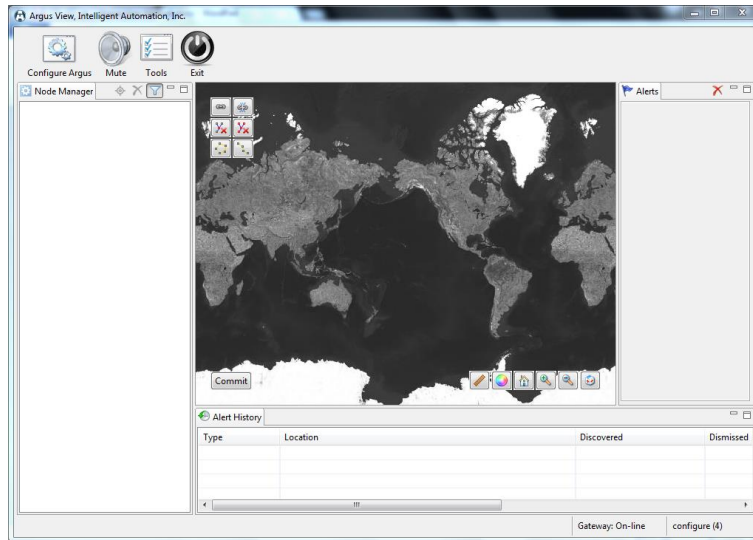 Argus View, Intelligent Automation, Inc.
Configure Argus Mute Tools Exit
Node Manager
Alerts
Commit
Alert History
Type Location Discovered Dismissed
Gateway: On-line configure (4)